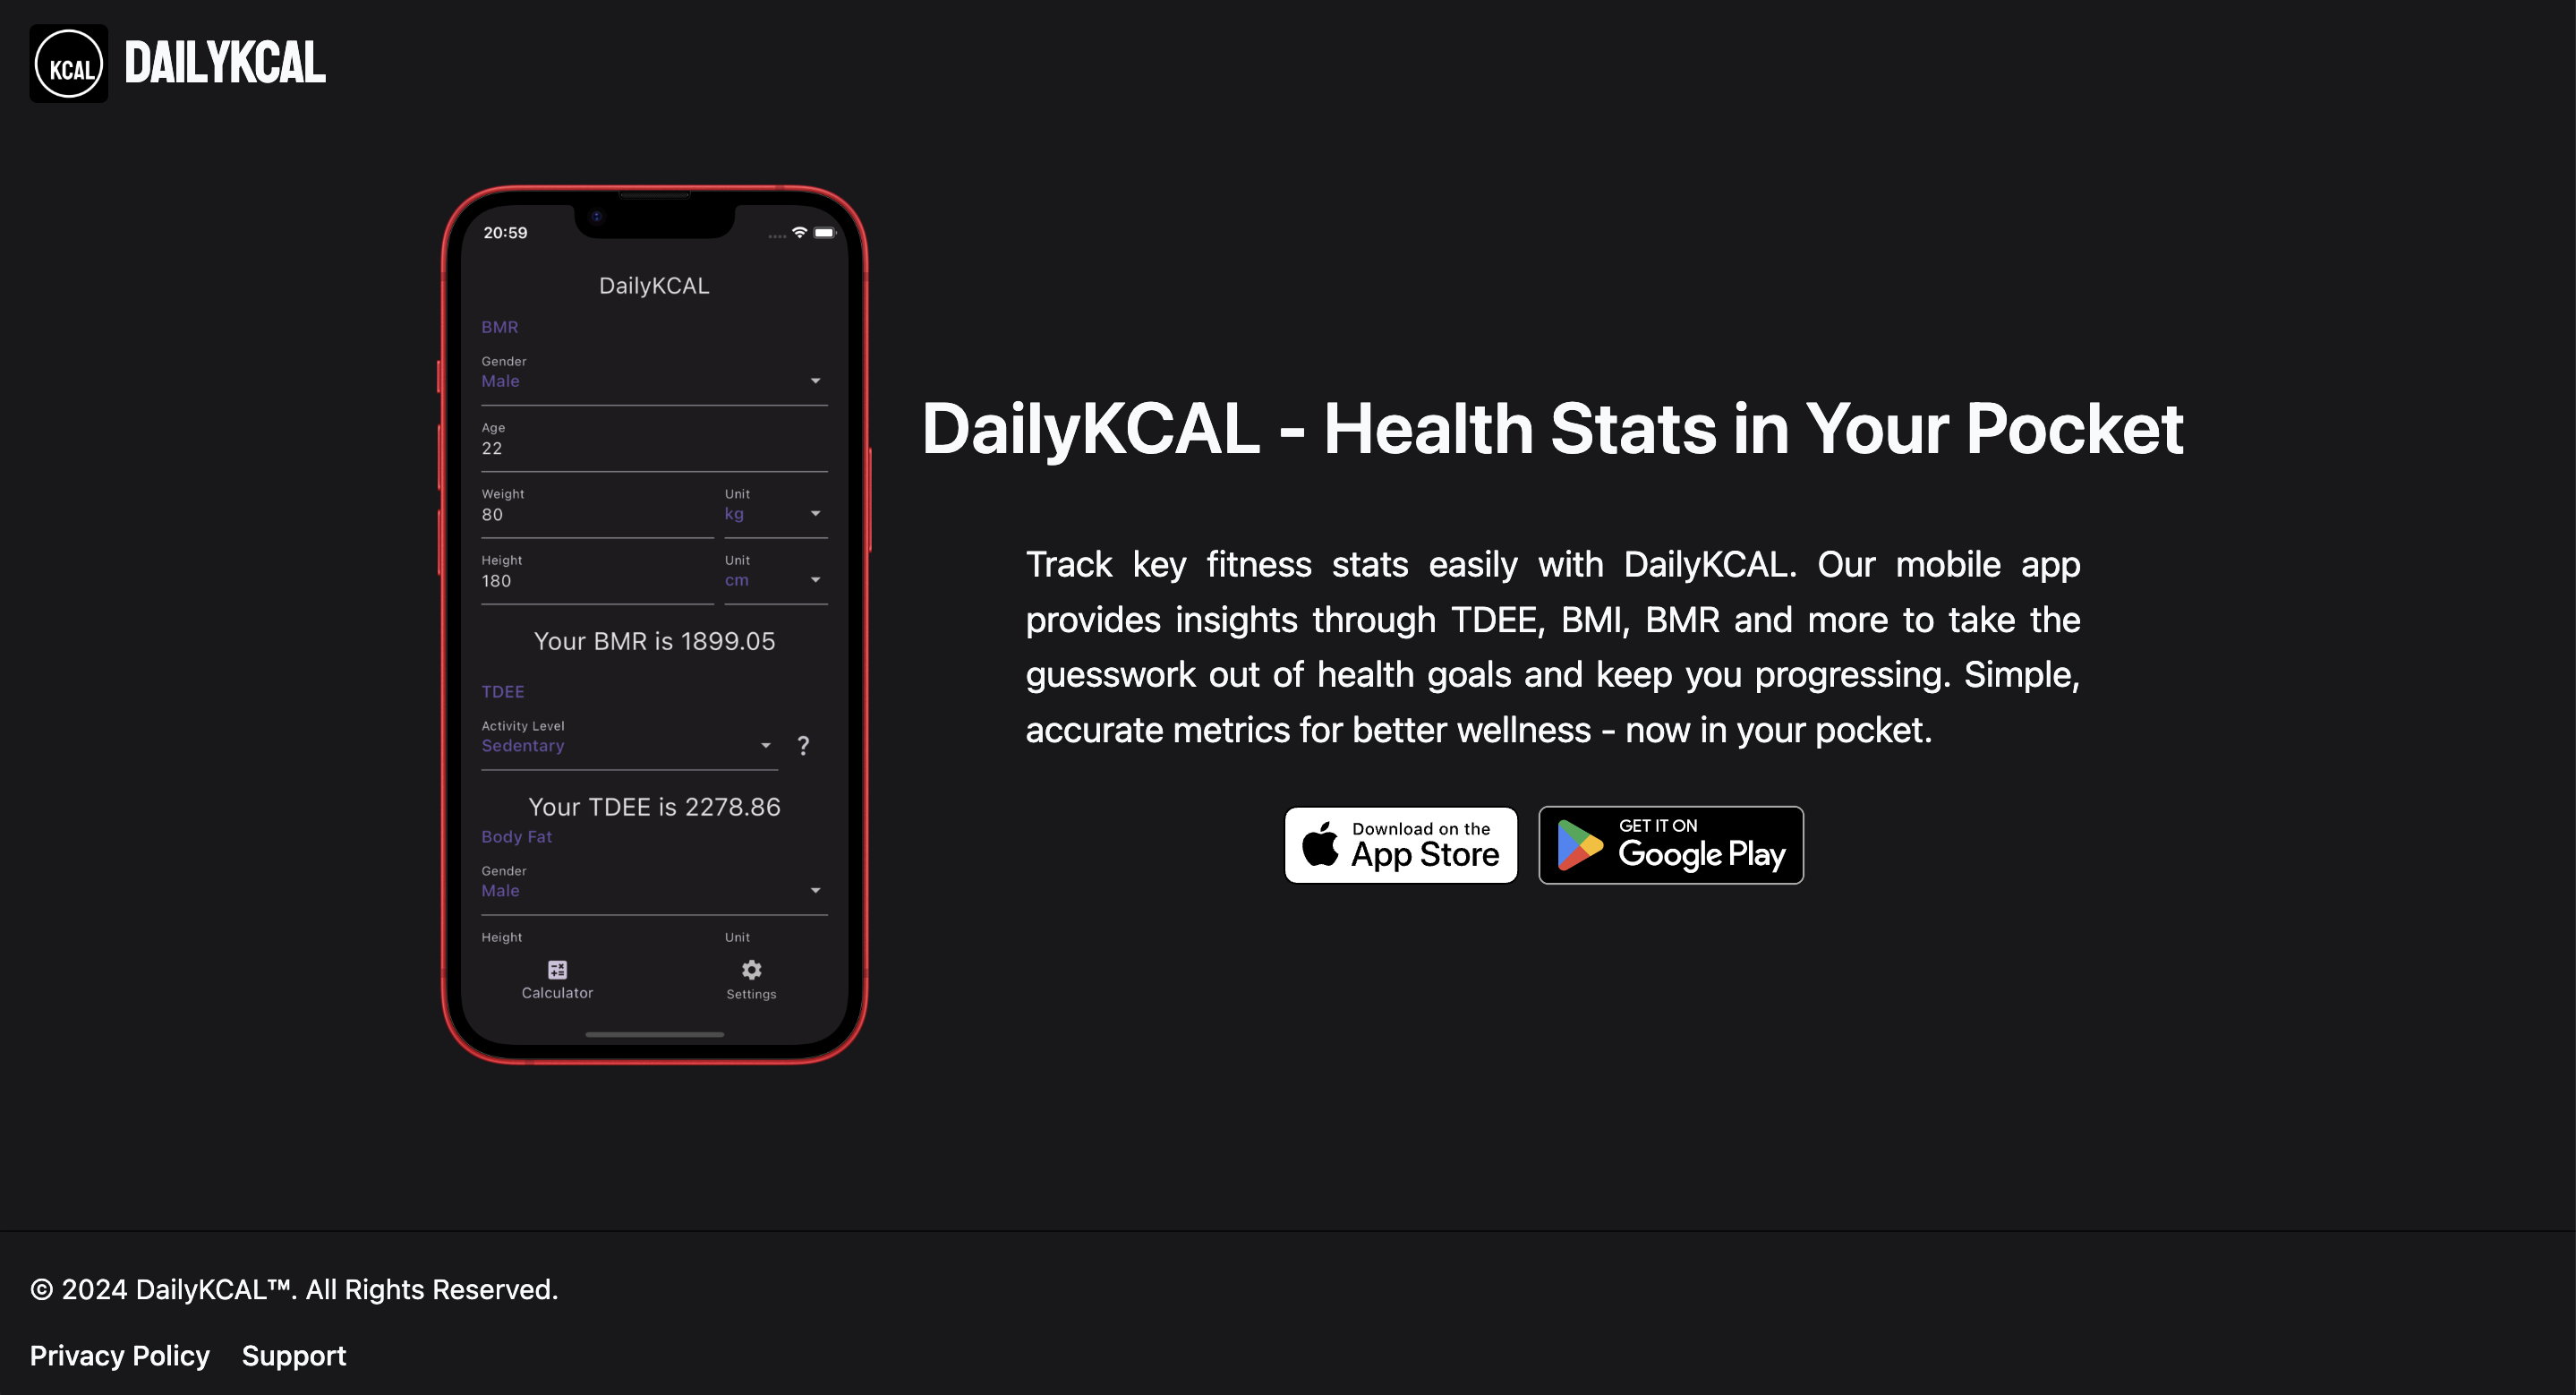 KCAL DAILYKCAL
20:59
DailyKCAL
BMR
Gender
Male
Age
22
Weight Unit
80 kg
Height Unit
180 cm
Your BMR is 1899.05
TDEE
Activity Level
Sedentary ?
Your TDEE is 2278.86
Body Fat
Gender
Male
Height Unit
Calculator Settings
DailyKCAL - Health Stats in Your Pocket
Track key fitness stats easily with DailyKCAL. Our mobile app
provides insights through TDEE, BMI, BMR and more to take the
guesswork out of health goals and keep you progressing. Simple,
accurate metrics for better wellness - now in your pocket.
Download on the
App Store
GET IT ON
Google Play
© 2024 DailyKCAL™. All Rights Reserved.
Privacy Policy Support